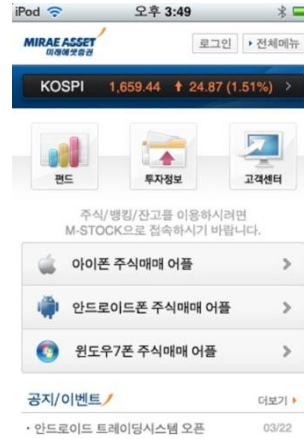 iPod 오후 3:49
MIRAE ASSET
미래에셋증권
로그인 전체메뉴
KOSPI 1,659.44 24.87 (1.51%)
펀드 투자정보 고객센터
주식/뱅킹/잔고를 이용하시려면
M-STOCK으로 접속하시기 바랍니다.
아이폰 주식매매 어플
안드로이드폰 주식매매 어플
윈도우7폰 주식매매 어플
공지/이벤트 더보기
· 안드로이드 트레이딩시스템 오픈 03/22